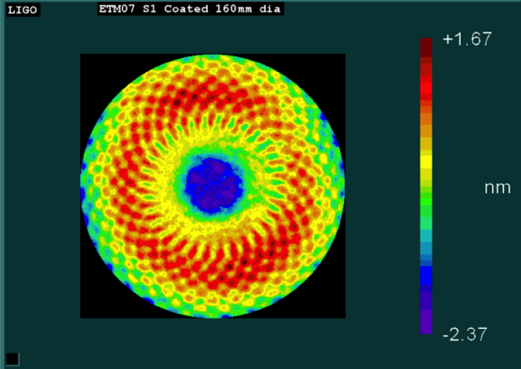 LIGO
ETM07 S1 Coated 160mm dia
+1.67
nm
-2.37